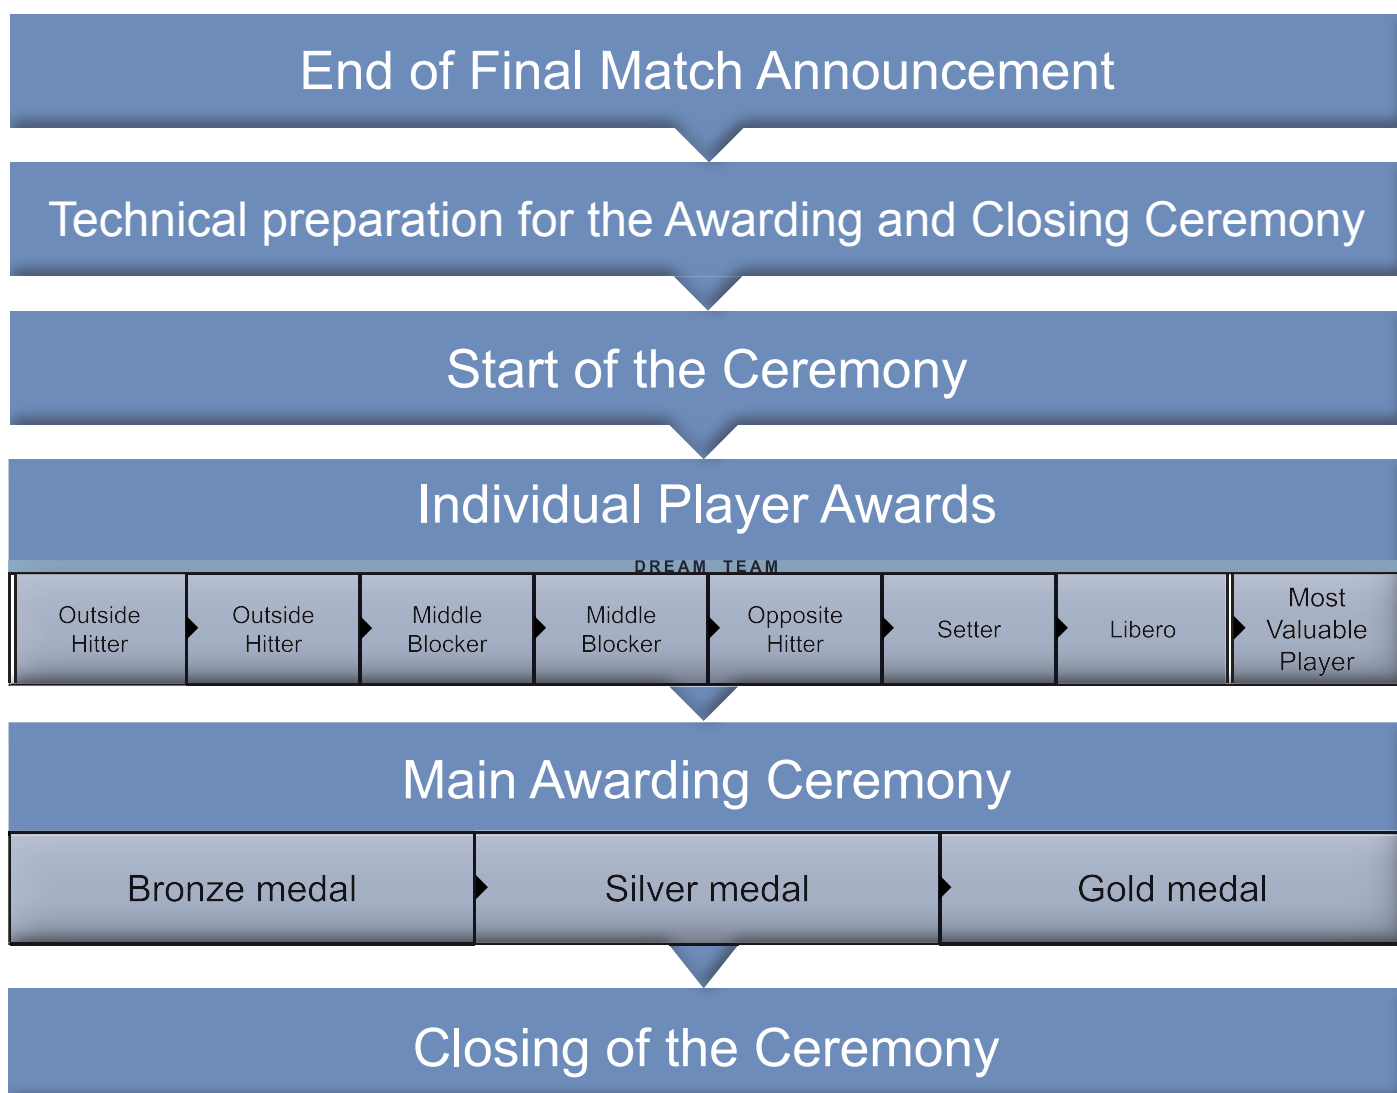 End of Final Match Announcement
Technical preparation for the Awarding and Closing Ceremony
Start of the Ceremony
Individual Player Awards
DREAM TEAM
Outside
Hitter
Outside
Hitter
Middle
Blocker
Middle
Blocker
Opposite
Hitter
Setter
Libero
Most
Valuable
Player
Main Awarding Ceremony
Bronze medal
Silver medal
Gold medal
Closing of the Ceremony